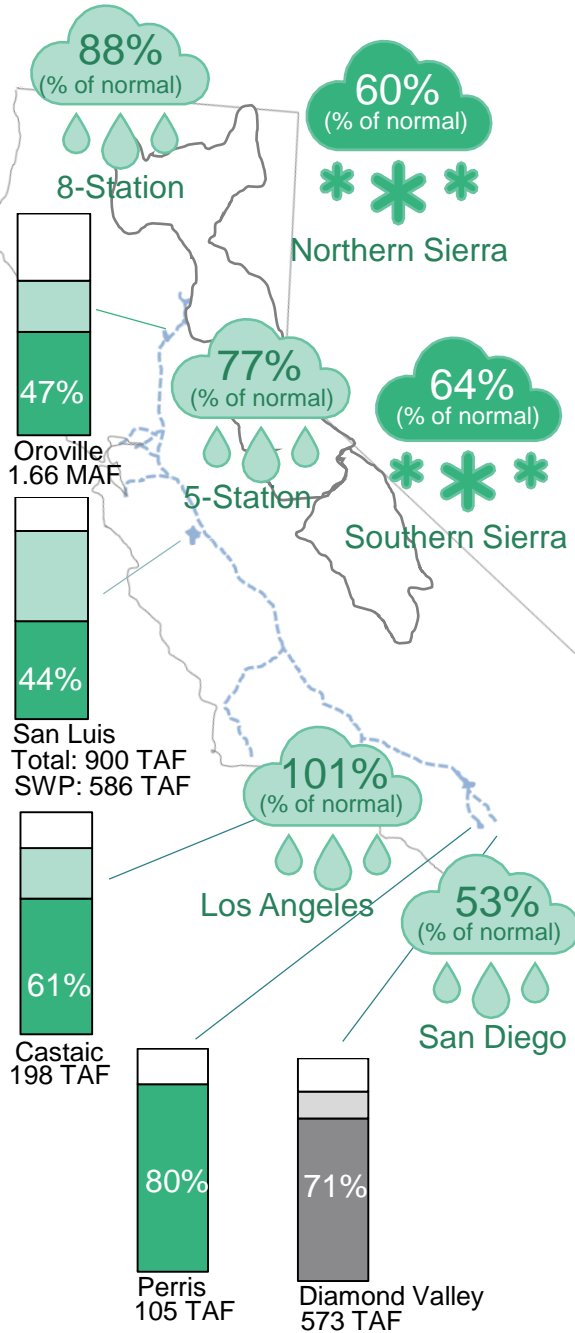 88%
(% of normal)
8-Station
60%
(% of normal)
Northern Sierra
47%
Oroville
1.66 MAF
77%
(% of normal)
5-Station
64%
(% of normal)
Southern Sierra
44%
San Luis
Total: 900 TAF
SWP: 586 TAF
101%
(% of normal)
Los Angeles
53%
(% of normal)
San Diego
61%
Castaic
198 TAF
80%
Perris
105 TAF
71%
Diamond Valley
573 TAF